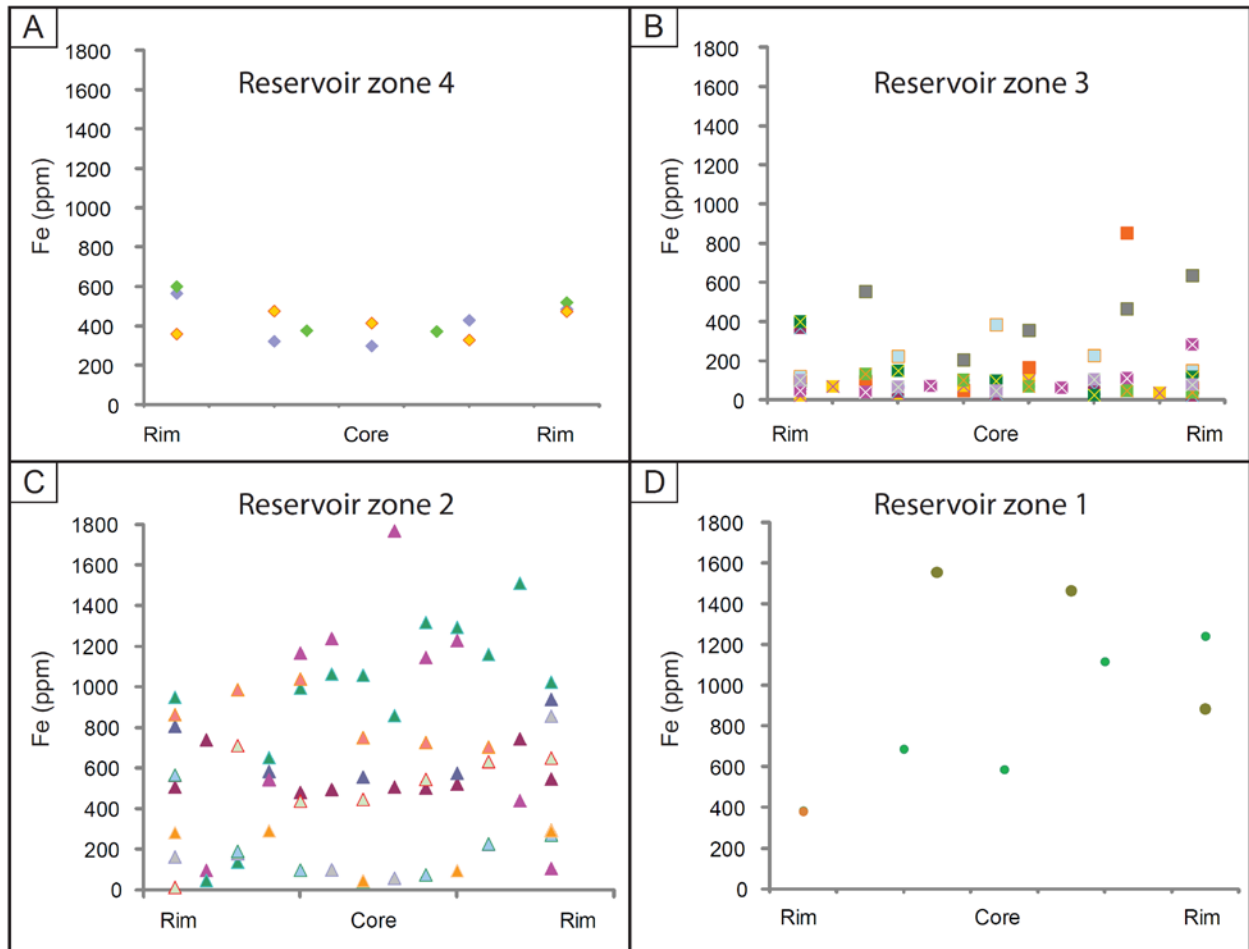 A
Reservoir zone 4
Fe (ppm)
1800
1600
1400
1200
1000
800
600
400
200
0
Rim Core Rim
B
Reservoir zone 3
Fe (ppm)
1800
1600
1400
1200
1000
800
600
400
200
0
Rim Core Rim
C
Reservoir zone 2
Fe (ppm)
1800
1600
1400
1200
1000
800
600
400
200
0
Rim Core Rim
D
Reservoir zone 1
Fe (ppm)
1800
1600
1400
1200
1000
800
600
400
200
0
Rim Core Rim